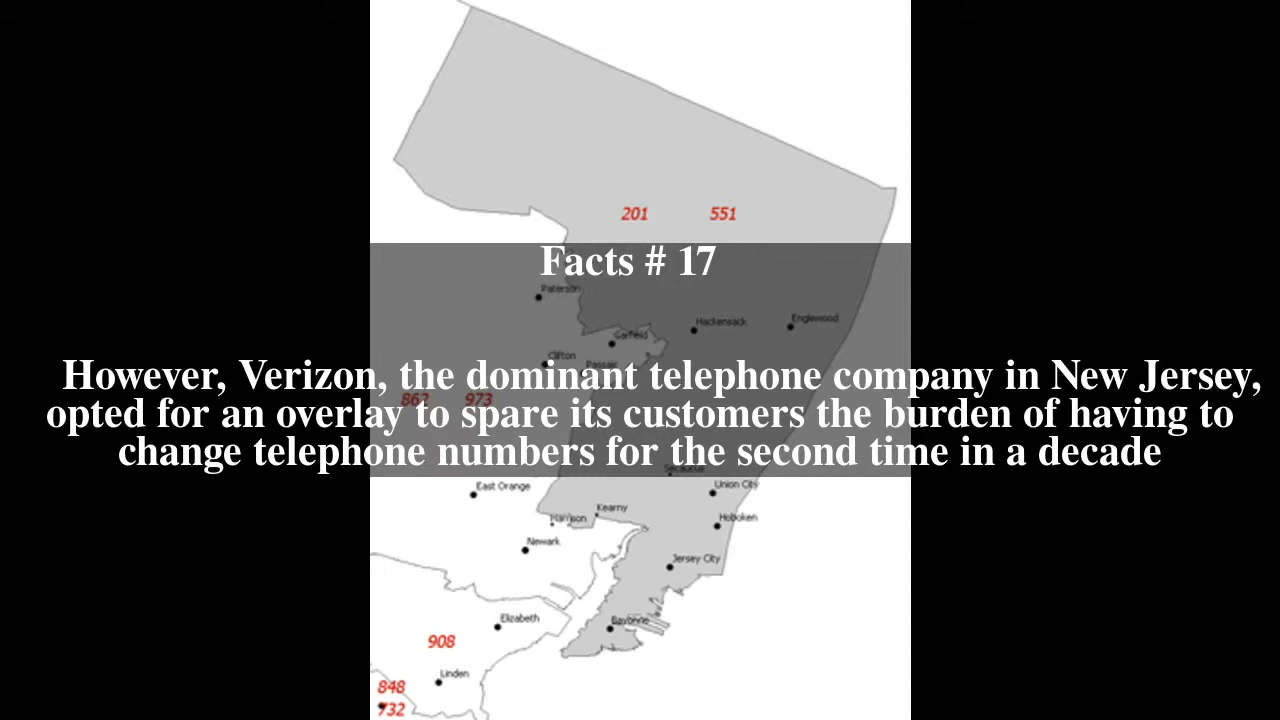 201 551
Facts # 17
Paterson
Hackensack
Englewood
Garfield
Clifton
Passaic
However, Verizon, the dominant telephone company in New Jersey,
862 973
opted for an overlay to spare its customers the burden of having to
change telephone numbers for the second time in a decade
Secaucus
East Orange
Union City
Kearny
Harrison
Hoboken
Newark
Jersey City
Elizabeth
Bayonne
908
Linden
848
732